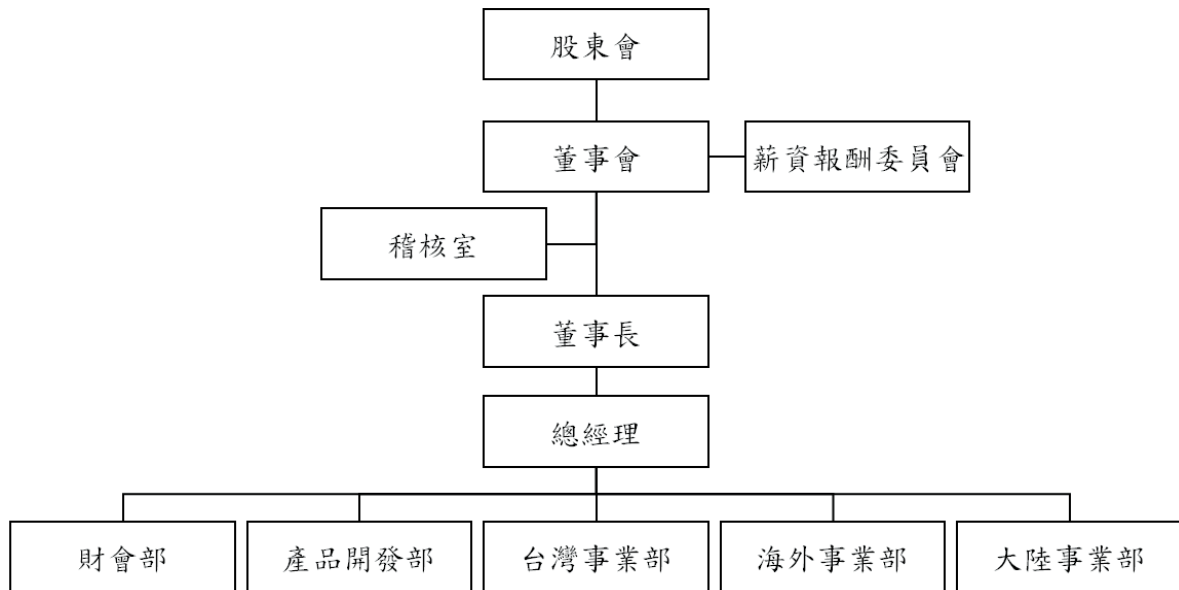 股東會
董事會
薪資報酬委員會
稽核室
董事長
總經理
財會部
產品開發部
台灣事業部
海外事業部
大陸事業部